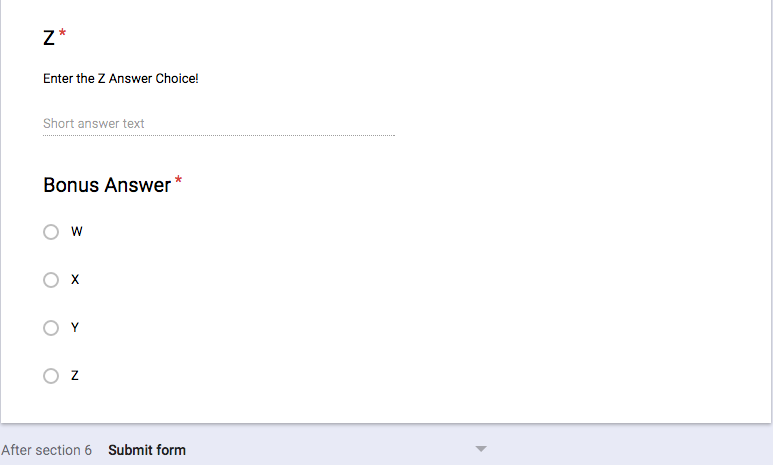 Z *
Enter the Z Answer Choice!
Short answer text
Bonus Answer *
W
X
Y
Z
After section 6 Submit form